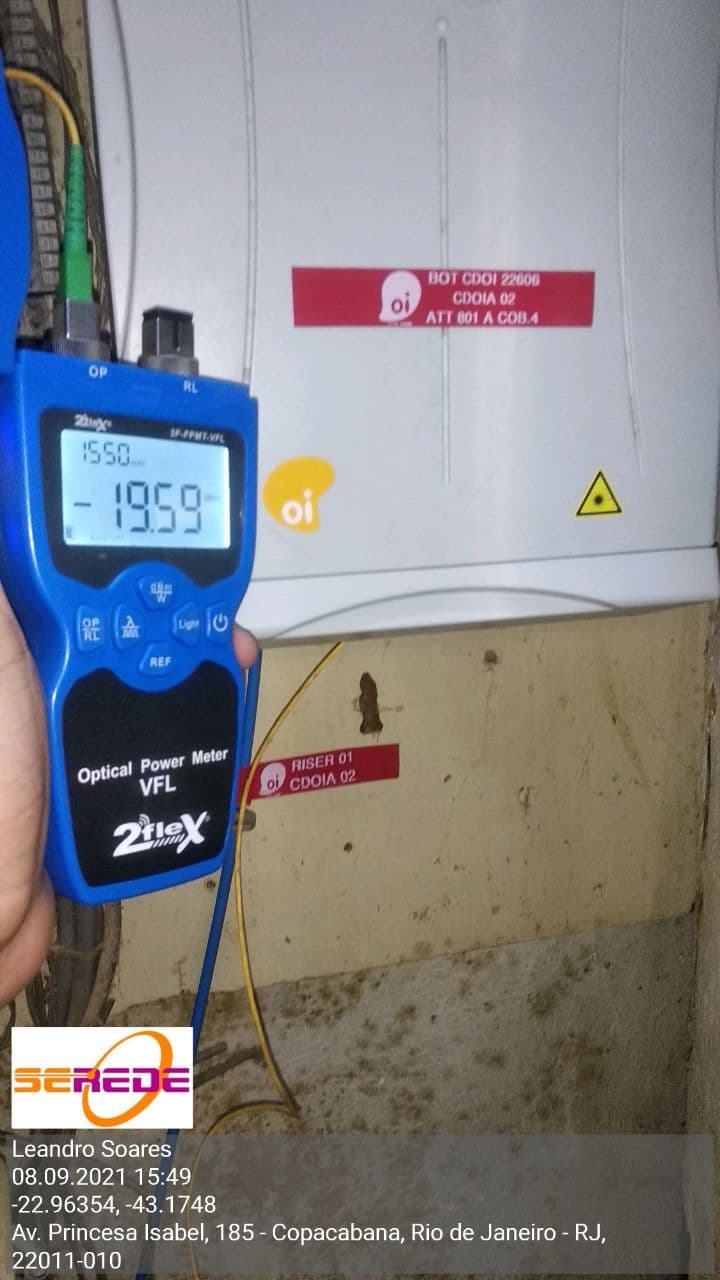 BOT CDOI 22606
oi
CDOIA 02
ATT 801 A COB.4
OP
RL
2flex
2F-FPMT-VFL
1550nm
-19.59
oi
dBm
W
OP
RL
λ
Light
REF
RISER 01
oi
CDOIA 02
Optical Power Meter
VFL
2fleX
SEREDE
Leandro Soares
08.09.2021 15:49
-22.96354, -43.1748
Av. Princesa Isabel, 185 - Copacabana, Rio de Janeiro - RJ,
22011-010